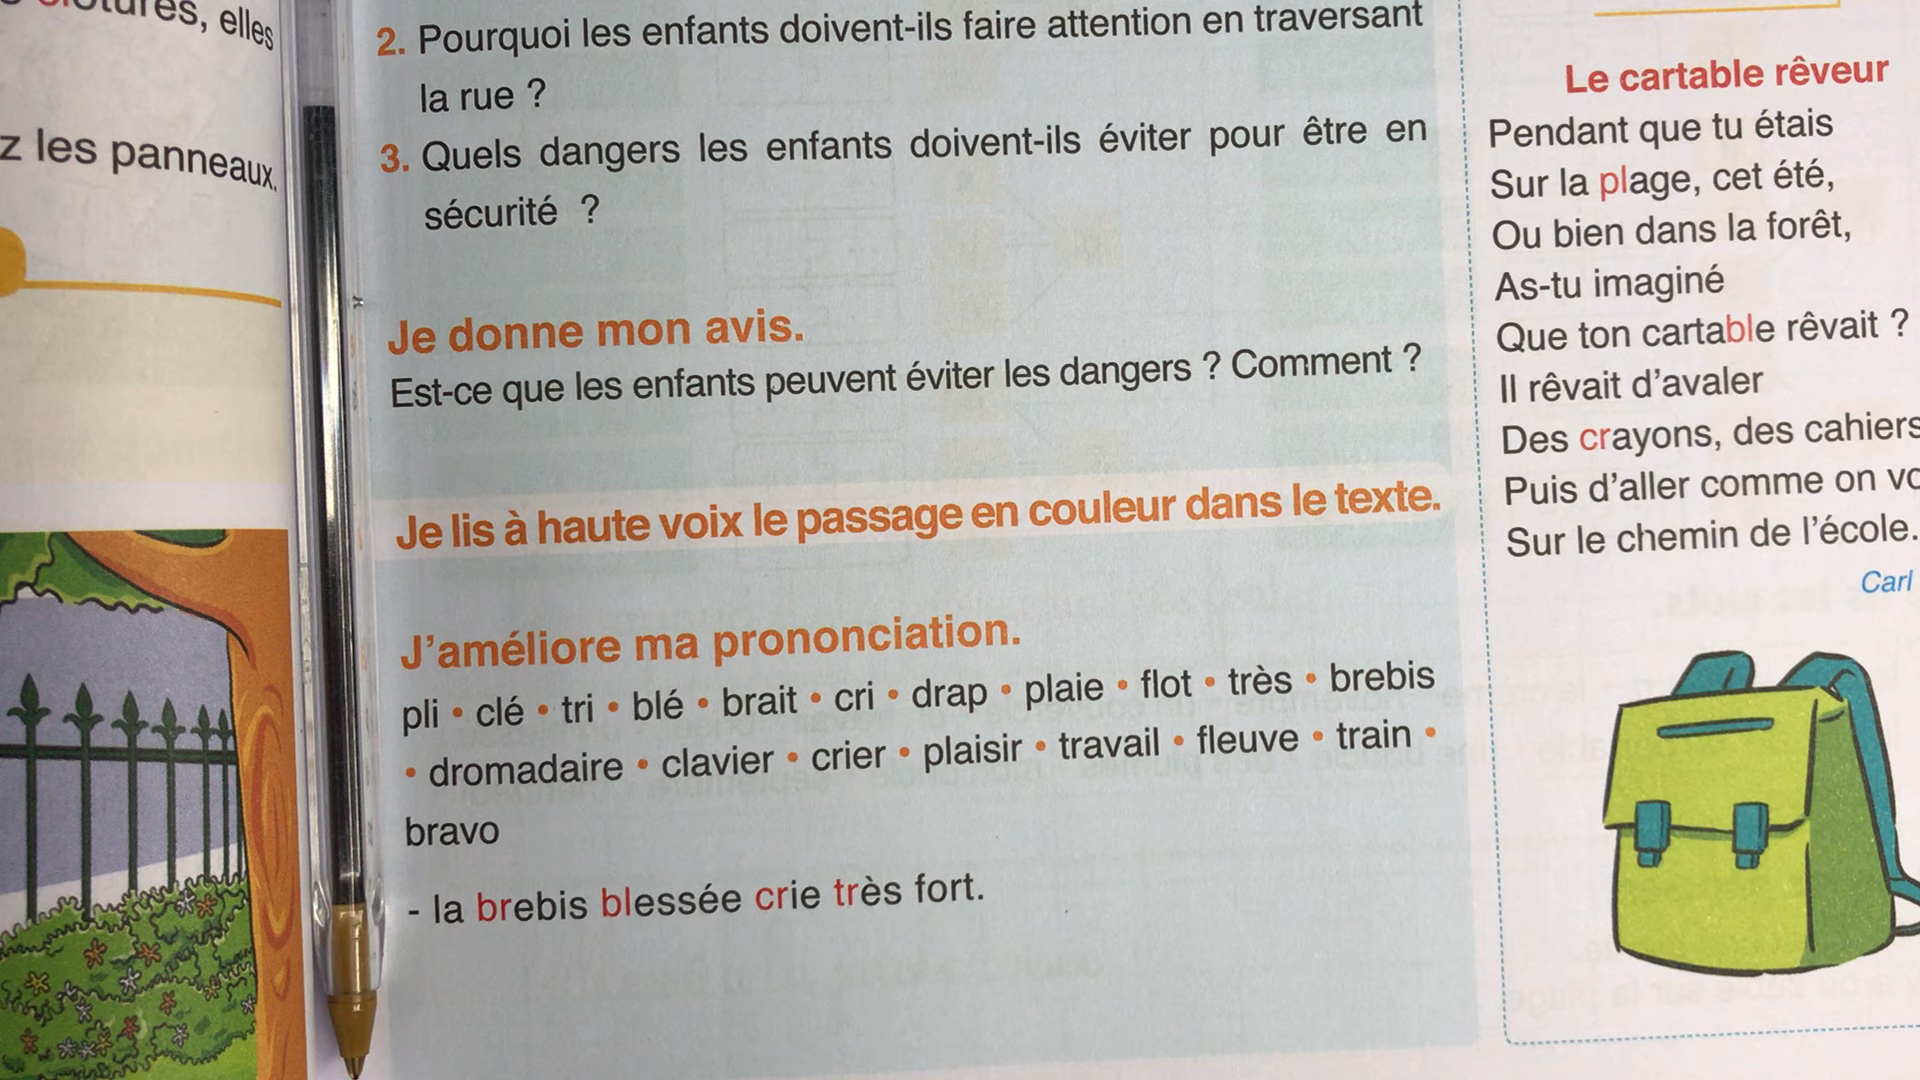 elles
z les panneaux.
2. Pourquoi les enfants doivent-ils faire attention en traversant
la rue ?
3. Quels dangers les enfants doivent-ils éviter pour être en
sécurité ?
Je donne mon avis.
Est-ce que les enfants peuvent éviter les dangers ? Comment ?
Je lis à haute voix le passage en couleur dans le texte.
J'améliore ma prononciation.
pli • clé • tri • blé • brait • cri • drap • plaie • flot • très • brebis
• dromadaire • clavier • crier • plaisir • travail • fleuve • train •
bravo
- la brebis blessée crie très fort.
Le cartable rêveur
Pendant que tu étais
Sur la plage, cet été,
Ou bien dans la forêt,
As-tu imaginé
Que ton cartable rêvait ?
Il rêvait d'avaler
Des crayons, des cahiers
Puis d'aller comme on
Sur le chemin de l'école.
Carl